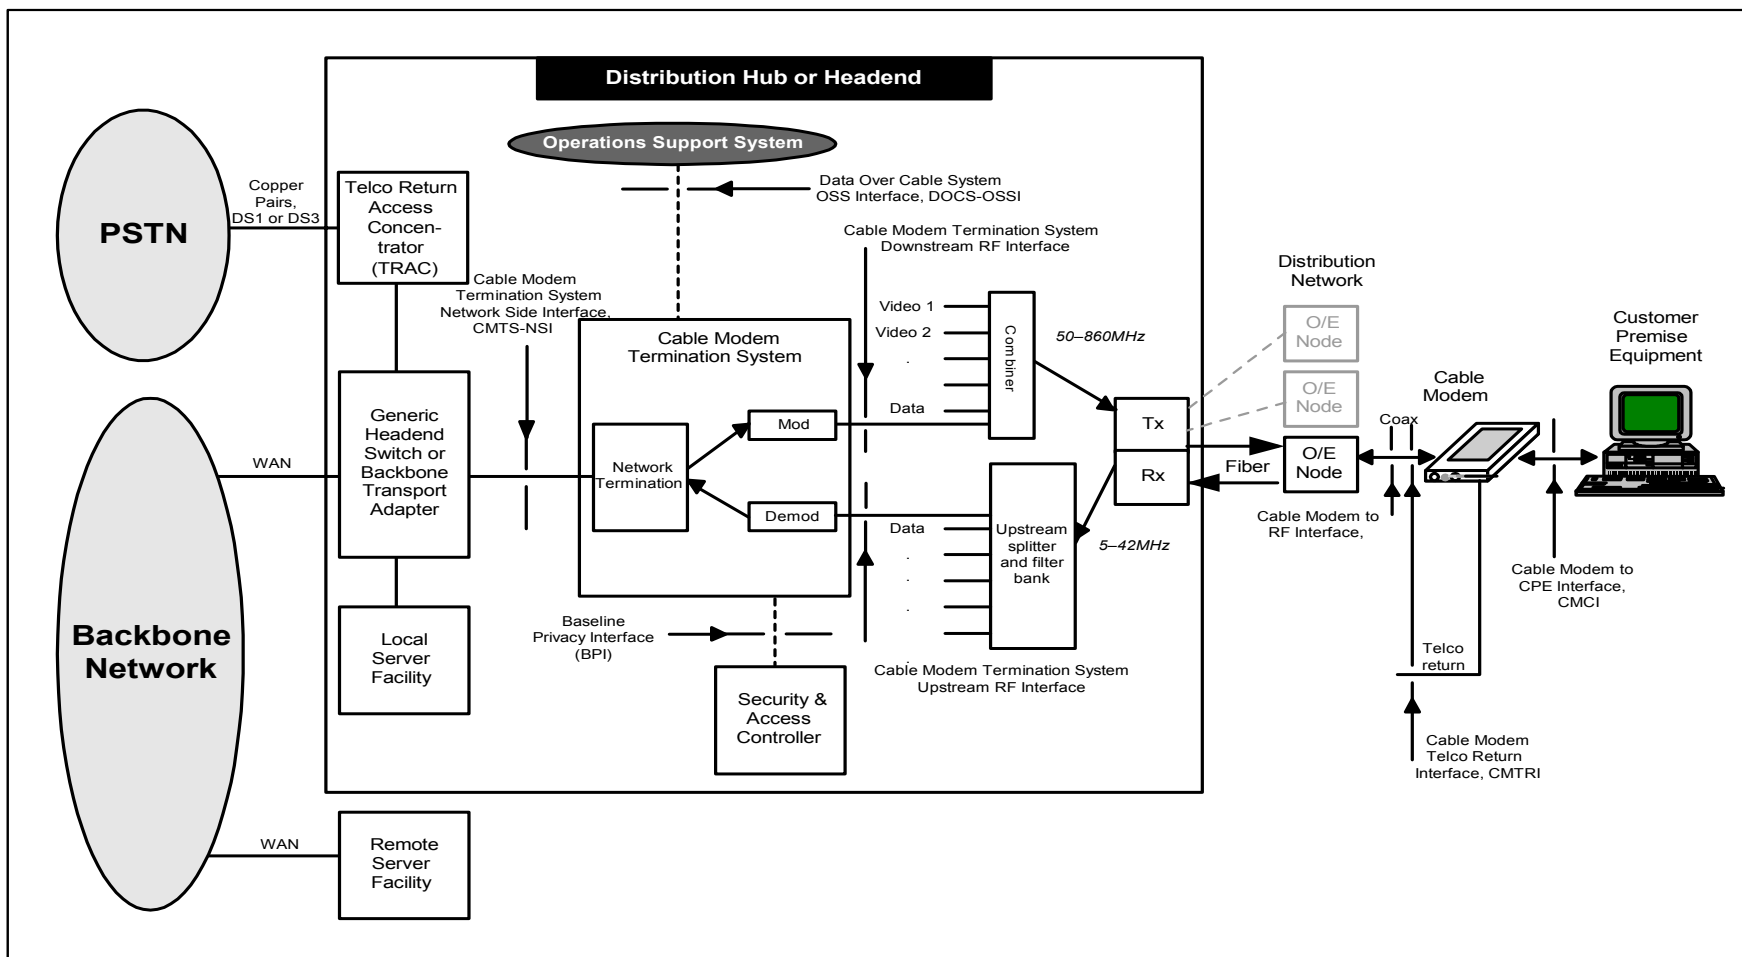 Distribution Hub or Headend
Operations Support System
Data Over Cable System
OSS Interface, DOCS-OSSI
PSTN
Copper
Pairs,
DS1 or DS3
Telco Return
Access
Concen-
trator
(TRAC)
Cable Modem
Termination System
Network Side Interface,
CMTS-NSI
Cable Modem Termination System
Downstream RF Interface
Cable Modem
Termination System
Video 1
Video 2
.
.
Data
Combiner
50–860MHz
Distribution
Network
O/E
Node
O/E
Node
O/E
Node
Customer
Premise
Equipment
Cable
Modem
Coax
Generic
Headend
Switch or
Backbone
Transport
Adapter
WAN
Network
Termination
Mod
Demod
Tx
Rx
Fiber
Data
.
.
.
.
Upstream
splitter
and filter
bank
5–42MHz
Cable Modem to
RF Interface,
Cable Modem to
CPE Interface,
CMCI
Backbone
Network
Local
Server
Facility
Baseline
Privacy Interface
(BPI)
Security &
Access
Controller
Cable Modem Termination System
Upstream RF Interface
Telco
return
Cable Modem
Telco Return
Interface, CMTRI
WAN
Remote
Server
Facility